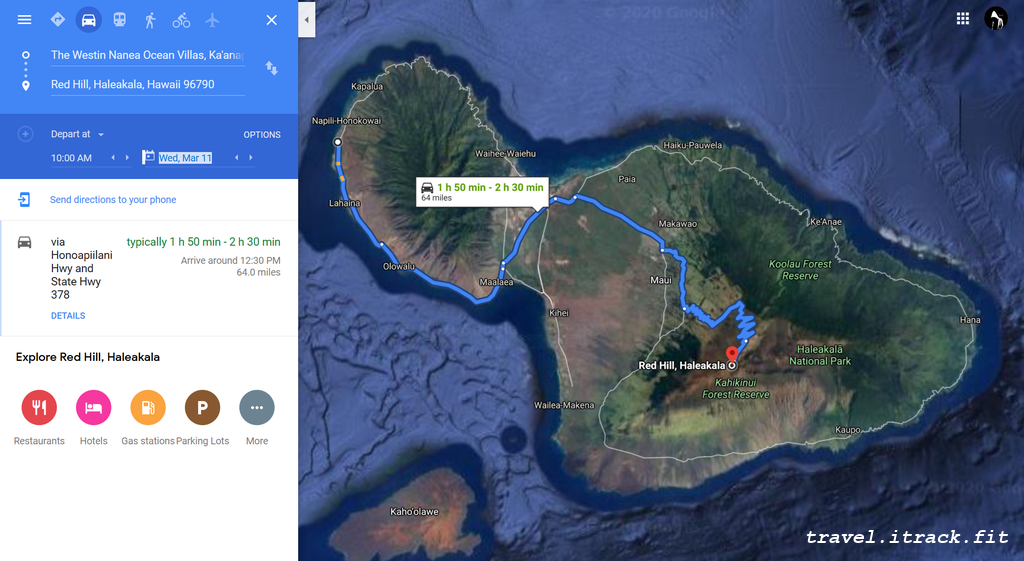 The Westin Nanea Ocean Villas, Ka'ana
Red Hill, Haleakala, Hawaii 96790
Depart at
OPTIONS
10:00 AM
Wed, Mar 11
Send directions to your phone
via
Honoapiilani
Hwy and
State Hwy
378
typically 1 h 50 min - 2 h 30 min
Arrive around 12:30 PM
64.0 miles
DETAILS
Explore Red Hill, Haleakala
P
Restaurants
Hotels
Gas stations
Parking Lots
More
© 2020 Google
Kapalua
Napili-Honokowai
Waihee-Waiehu
Haiku-Pauwela
Paia
1 h 50 min - 2 h 30 min
64 miles
Lahaina
Makawao
Ke'Anae
Olowalu
Koolau Forest
Reserve
Maalaea
Maui
Kihei
Hana
Haleakalā
National Park
Red Hill, Haleakala
Kahikinui
Forest Reserve
Wailea-Makena
Kaupo
Kaho'olawe
travel.itrack.fit